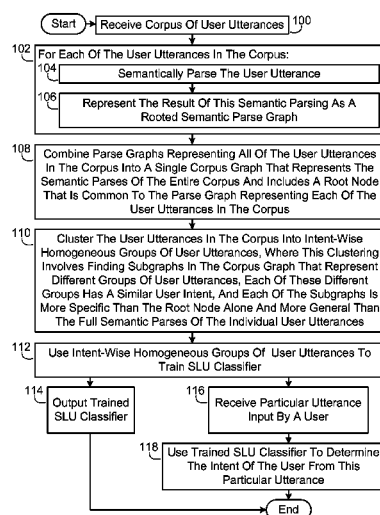 Start
Receive Corpus Of User Utterances
100
102
For Each Of The User Utterances In The Corpus:
104
Semantically Parse The User Utterance
106
Represent The Result Of This Semantic Parsing As A
Rooted Semantic Parse Graph
108
Combine Parse Graphs Representing All Of The User Utterances
In The Corpus Into A Single Corpus Graph That Represents The
Semantic Parses Of The Entire Corpus And Includes A Root Node
That Is Common To The Parse Graph Representing Each Of The
User Utterances In The Corpus
110
Cluster The User Utterances In The Corpus Into Intent-Wise
Homogeneous Groups Of User Utterances, Where This Clustering
Involves Finding Subgraphs In The Corpus Graph That Represent
Different Groups Of User Utterances, Each Of These Different
Groups Has A Similar User Intent, And Each Of The Subgraphs Is
More Specific Than The Root Node Alone And More General Than
The Full Semantic Parses Of The Individual User Utterances
112
Use Intent-Wise Homogeneous Groups Of User Utterances To
Train SLU Classifier
114
Output Trained
SLU Classifier
116
Receive Particular Utterance
Input By A User
118
Use Trained SLU Classifier To Determine
The Intent Of The User From This
Particular Utterance
End